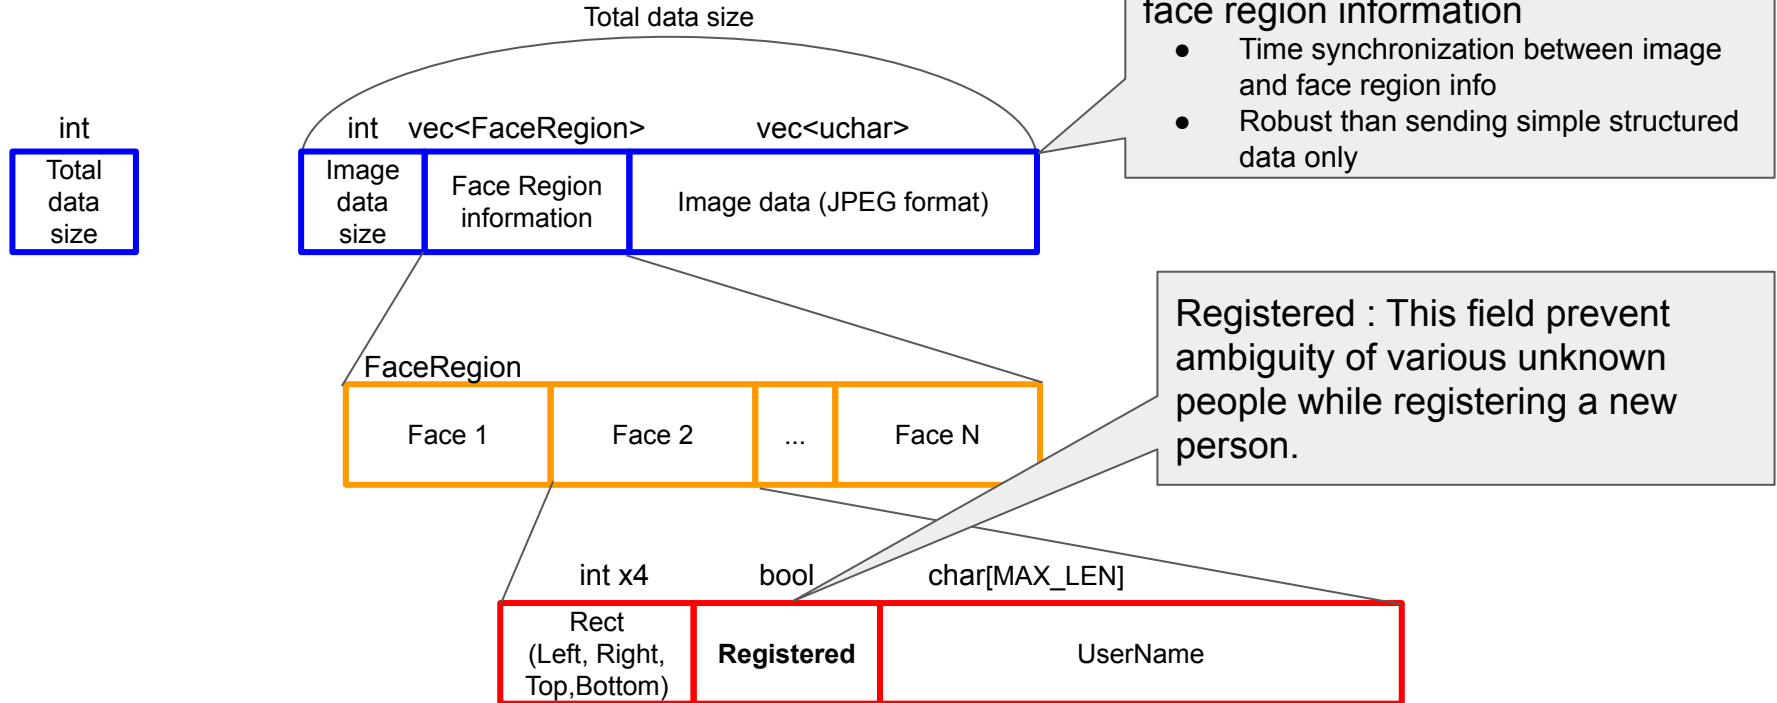 Total data size
face region information
● Time synchronization between image
and face region info
● Robust than sending simple structured
data only
int
int vec<FaceRegion> vec<uchar>
Total
data
size
Image
data
size
Face Region
information
Image data (JPEG format)
Registered : This field prevent
ambiguity of various unknown
people while registering a new
person.
FaceRegion
Face 1
Face 2
...
Face N
int x4
bool
char[MAX_LEN]
Rect
(Left, Right,
Top,Bottom)
Registered
UserName